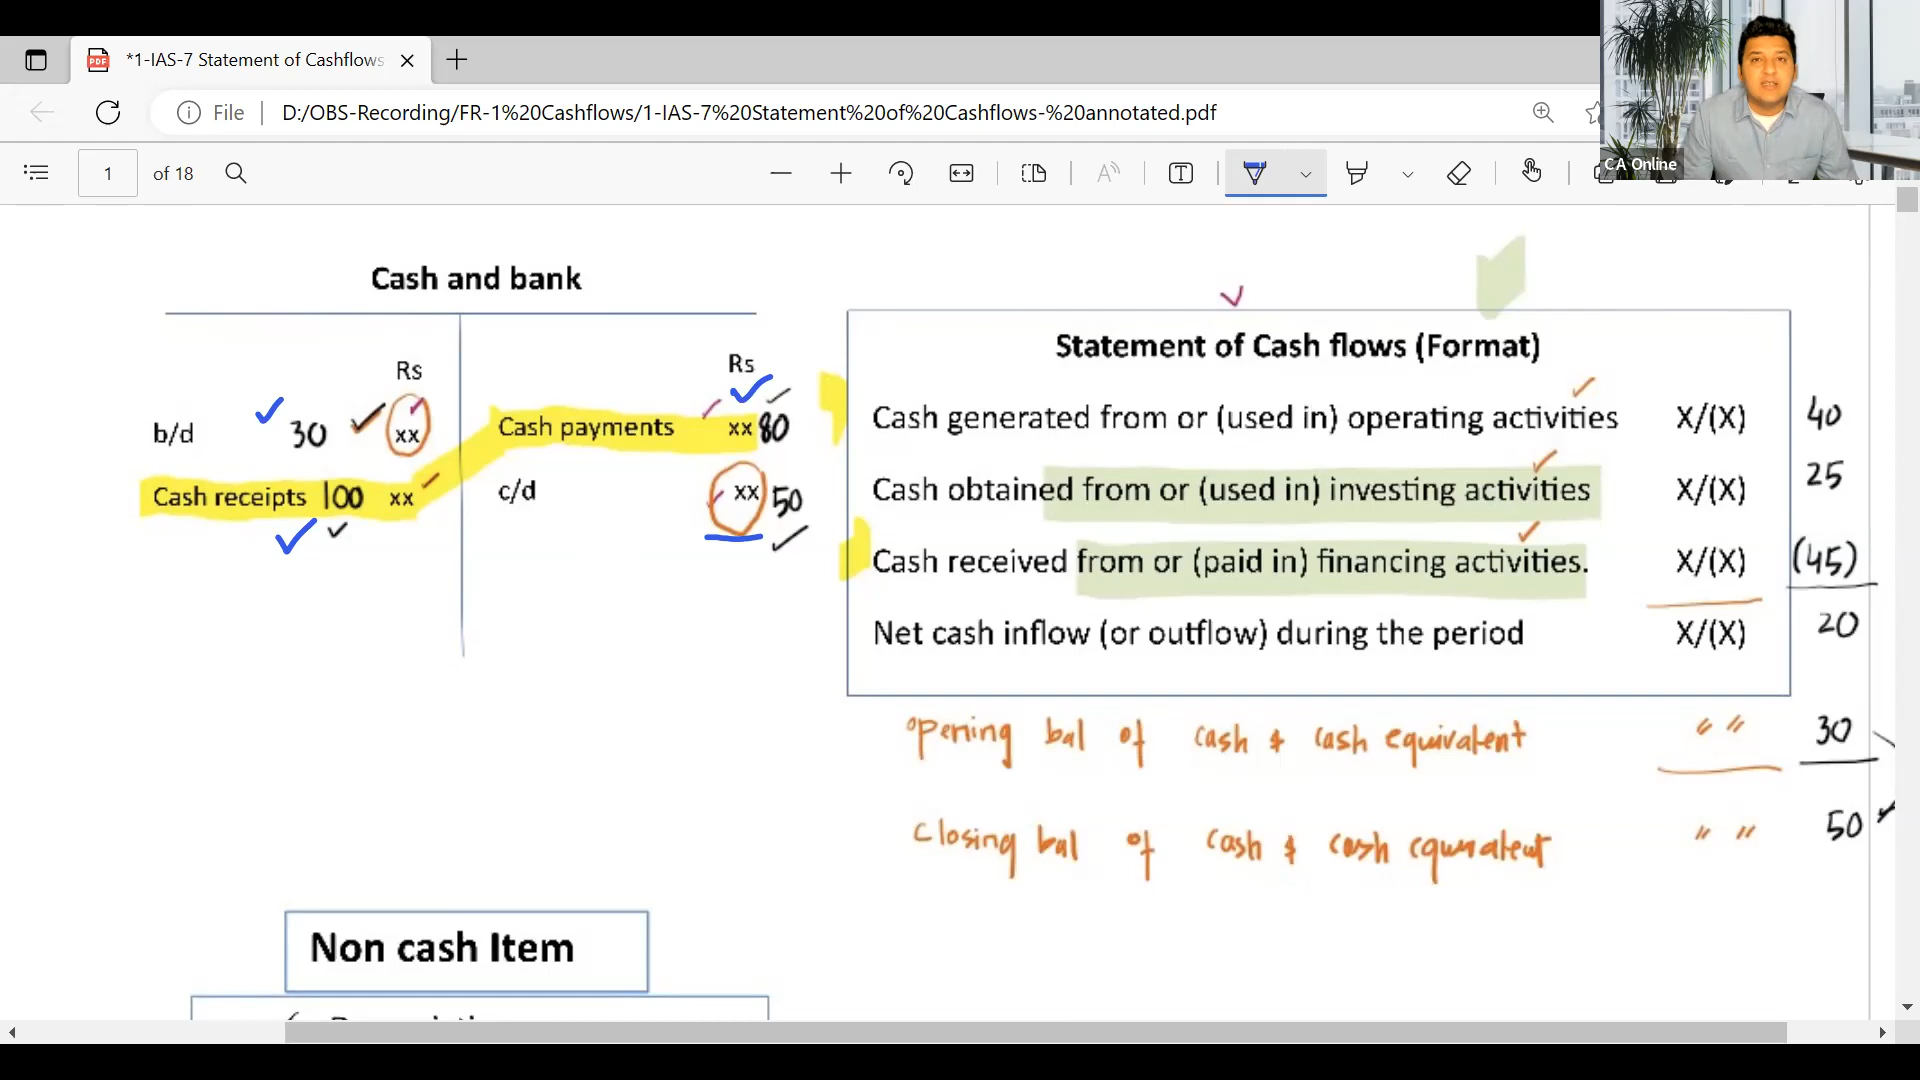 *1-IAS-7 Statement of Cashflows
File D:/OBS-Recording/FR-1%20Cashflows/1-IAS-7%20Statement%20of%20Cashflows-%20annotated.pdf
1 of 18
C A Online
Cash and bank
Rs Rs
b/d 30 xx Cash payments xx 80
Cash receipts 100 xx c/d xx 50
Statement of Cash flows (Format)
Cash generated from or (used in) operating activities X/(X) 40
Cash obtained from or (used in) investing activities X/(X) 25
Cash received from or (paid in) financing activities. X/(X) (45)
Net cash inflow (or outflow) during the period X/(X) 20
opening bal of cash & cash equivalent " " 30
closing bal of cash & cash equivalent " " 50
Non cash Item